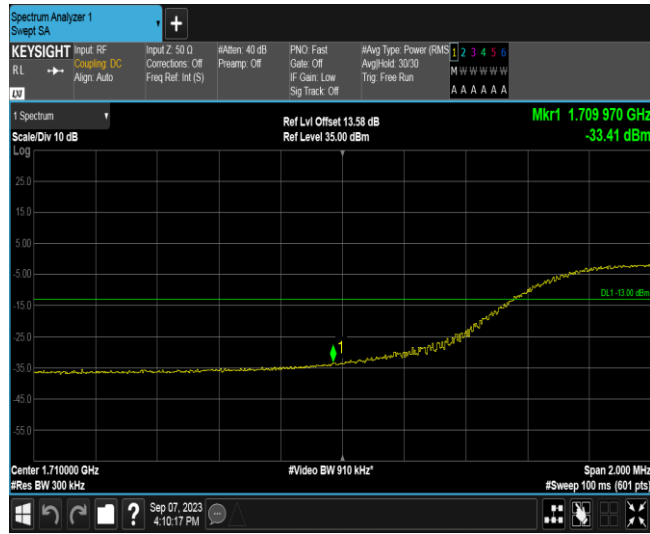 Spectrum Analyzer 1
Swept SA
KEYSIGHT
RL
LXI
Input: RF
Coupling: DC
Align: Auto
Input Z: 50 Ω
Corrections: Off
Freq Ref: Int (S)
#Atten: 40 dB
Preamp: Off
PNO: Fast
Gate: Off
IF Gain: Low
Sig Track: Off
#Avg Type: Power (RMS
Avg|Hold: 30/30
Trig: Free Run
1 2 3 4 5 6
M W W W W W
A A A A A A
1 Spectrum
Scale/Div 10 dB
Ref Lvl Offset 13.58 dB
Ref Level 35.00 dBm
Mkr1 1.709 970 GHz
-33.41 dBm
Log
25.0
15.0
5.00
-5.00
DL1 -13.00 dBm
-15.0
-25.0
1
-35.0
-45.0
-55.0
Center 1.710000 GHz
#Video BW 910 kHz*
Span 2.000 MHz
#Res BW 300 kHz
#Sweep 100 ms (601 pts)
?
Sep 07, 2023
4:10:17 PM